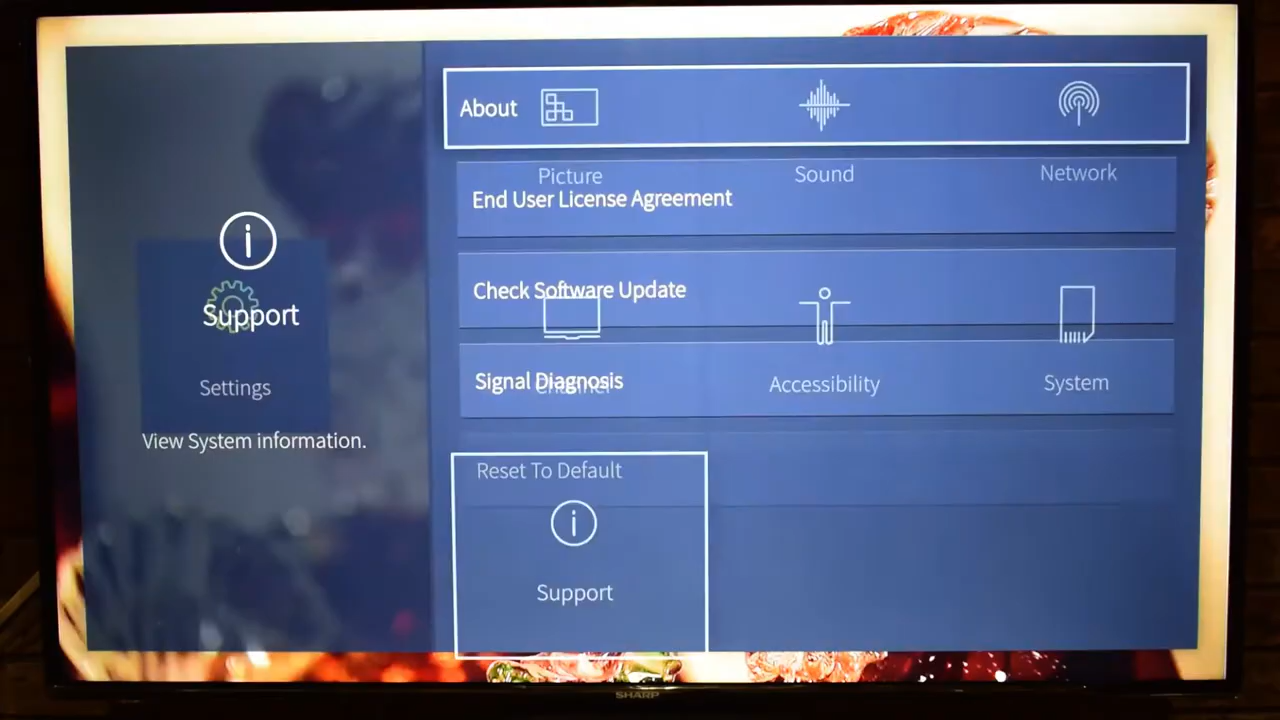 About
Picture
Sound
Network
End User License Agreement
Check Software Update
Support
Signal Diagnosis
Channel
Accessibility
System
Settings
View System information.
Reset To Default
Support
SHARP